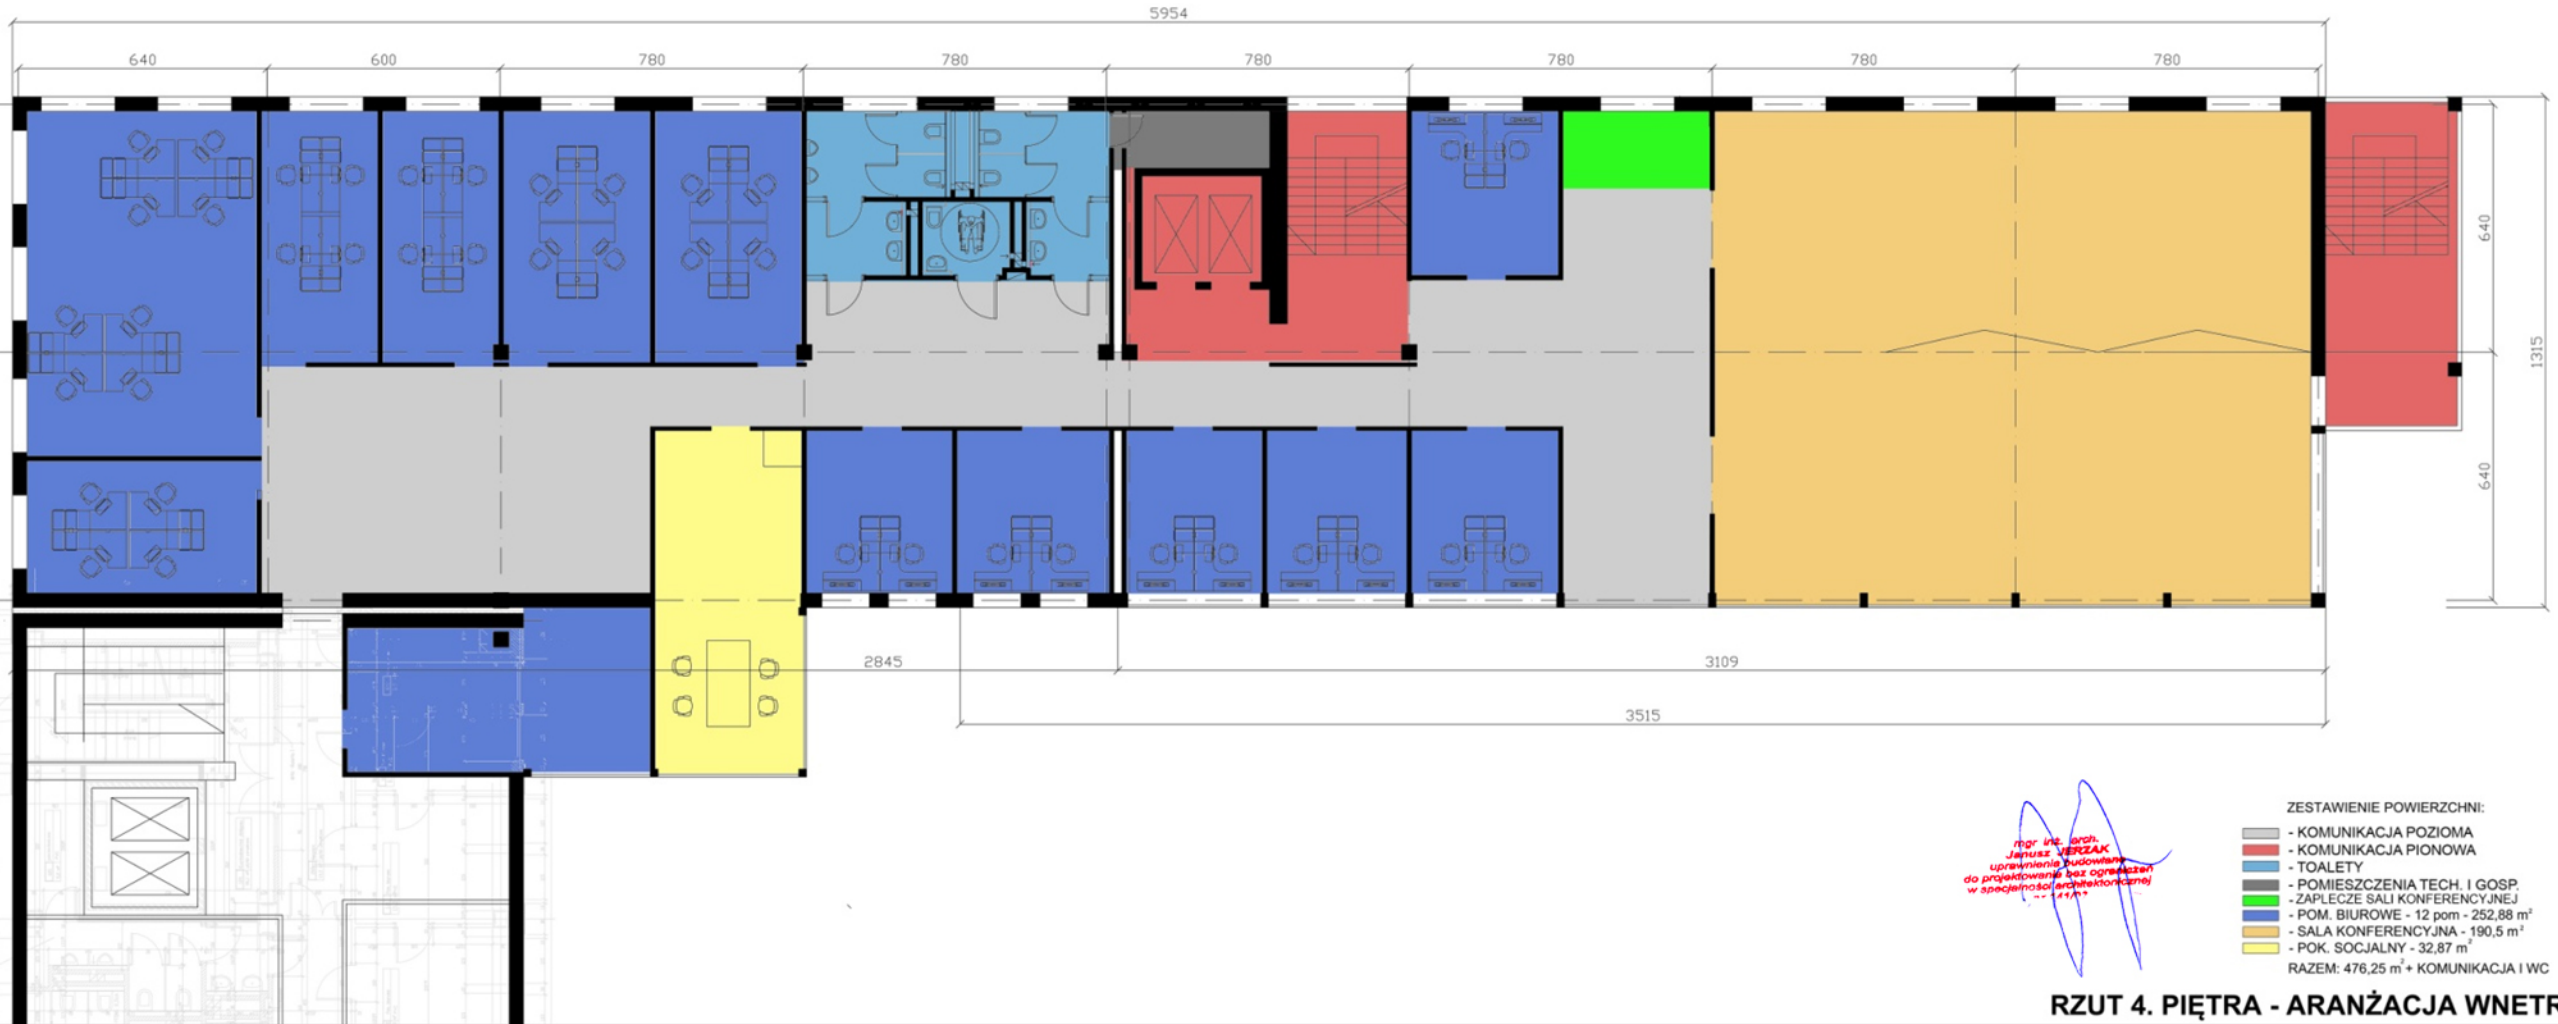 5954
640 600 780 780 780 780 780 780
640
1315
640
2845 3109
3515
mgr inż. arch.
Janusz JERZAK
uprawnienia budowlane
do projektowania bez ograniczeń
w specjalności architektonicznej
ZESTAWIENIE POWIERZCHNI:
- KOMUNIKACJA POZIOMA
- KOMUNIKACJA PIONOWA
- TOALETY
- POMIESZCZENIA TECH. I GOSP.
- ZAPLECZE SALI KONFERENCYJNEJ
- POM. BIUROWE - 12 pom - 252,88 m²
- SALA KONFERENCYJNA - 190,5 m²
- POK. SOCJALNY - 32,87 m²
RAZEM: 476,25 m² + KOMUNIKACJA I WC
RZUT 4. PIĘTRA - ARANŻACJA WNETR